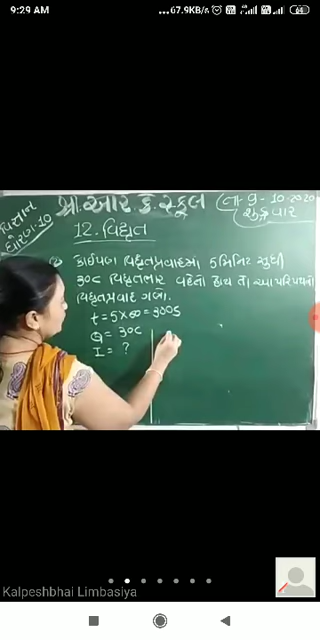 9:29 AM
...67.9KB/s
64
શ્રી આર. કે. સ્કૂલ
વિજ્ઞાન
ધોરણ-10
તા-9-10-2020
શુક્રવાર
12. વિદ્યુત
કોઈપણ વિદ્યુતપ્રવાહમાં 5 મિનિટ સુધી
30C વિદ્યુતભાર વહેતો હોય તો આ પરિપથનો
વિદ્યુતપ્રવાહ ગણો.
t = 5 × 60 = 300S
Q = 30C
I = ?
Kalpeshbhai Limbasiya